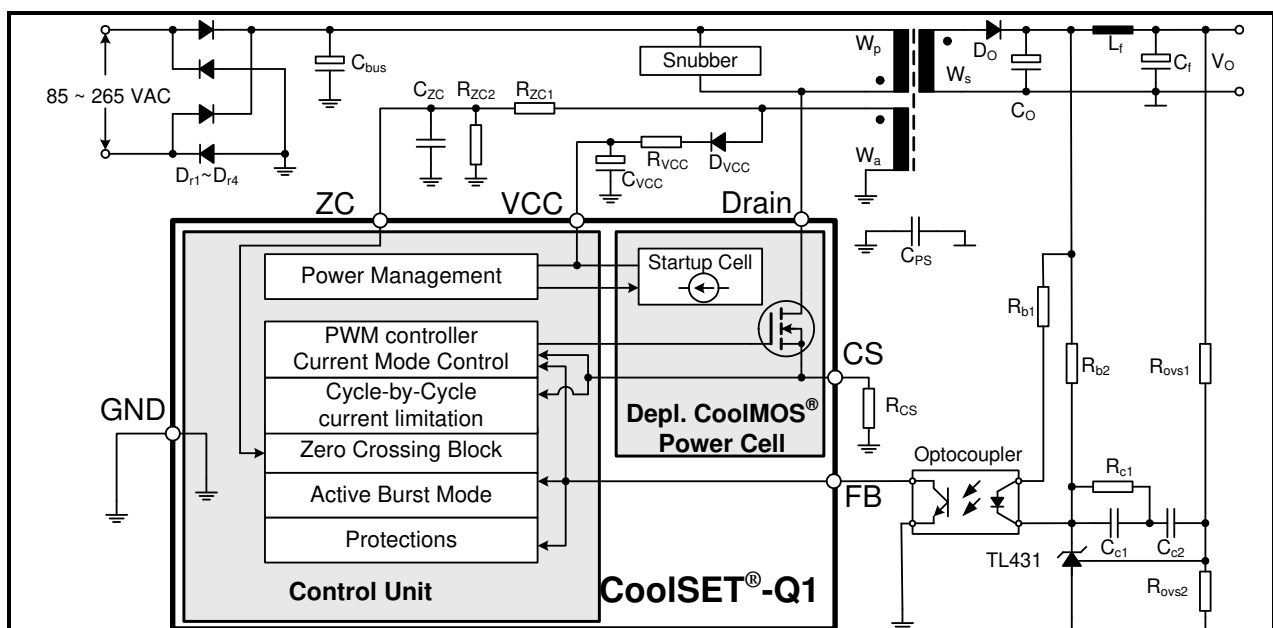 85 ~ 265 VAC
Dr1~Dr4
Cbus
Snubber
Wp
Ws
Wa
DO
CO
Lf
Cf
VO
CZC
RZC2
RZC1
RVCC
DVCC
CVCC
ZC
VCC
Drain
CPS
Power Management
Startup Cell
PWM controller
Current Mode Control
Cycle-by-Cycle
current limitation
Zero Crossing Block
Active Burst Mode
Protections
Control Unit
Depl. CoolMOS®
Power Cell
CoolSET®-Q1
GND
CS
RCS
FB
Optocoupler
Rb1
Rb2
Rovs1
Rc1
Cc1
Cc2
TL431
Rovs2